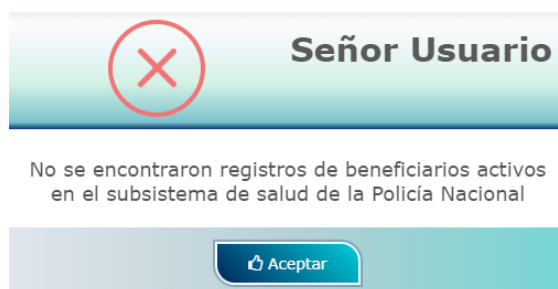 Señor Usuario
No se encontraron registros de beneficiarios activos
en el subsistema de salud de la Policía Nacional
Aceptar